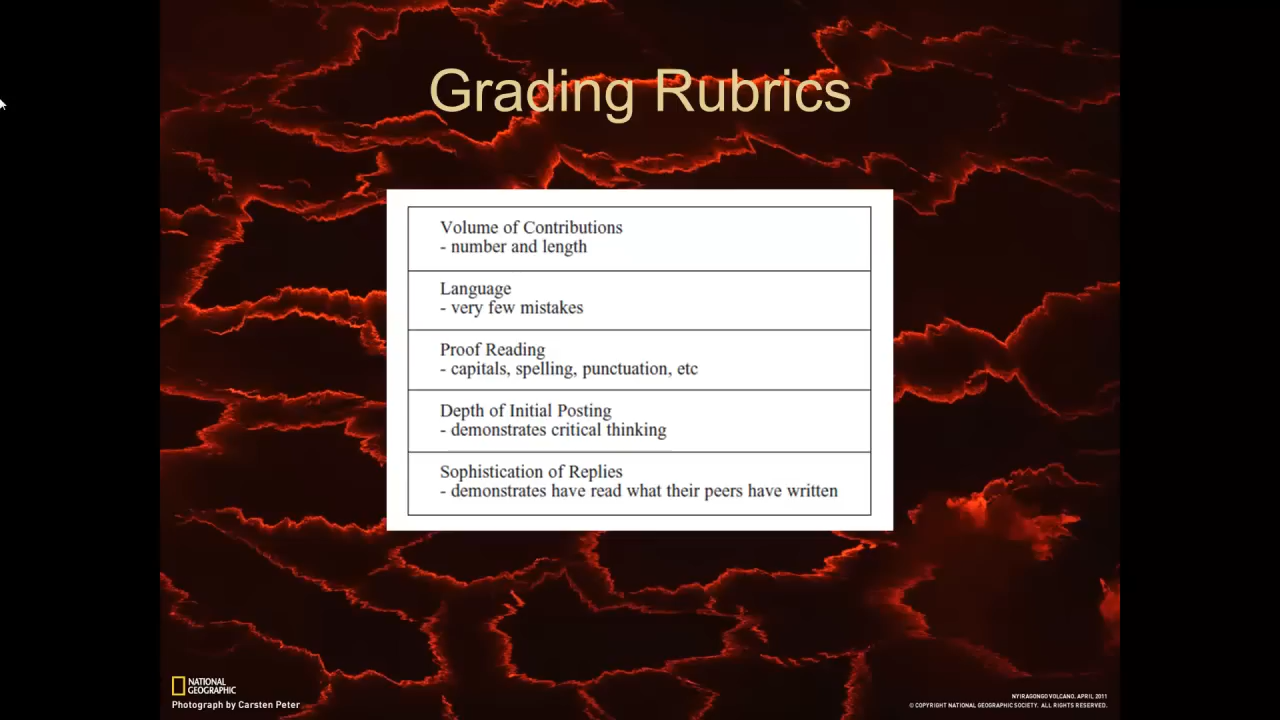 Grading Rubrics
Volume of Contributions
- number and length
Language
- very few mistakes
Proof Reading
- capitals, spelling, punctuation, etc
Depth of Initial Posting
- demonstrates critical thinking
Sophistication of Replies
- demonstrates have read what their peers have written
NATIONAL
GEOGRAPHIC
Photograph by Carsten Peter
NYIRAGONGO VOLCANO, APRIL 2011
© COPYRIGHT NATIONAL GEOGRAPHIC SOCIETY. ALL RIGHTS RESERVED.